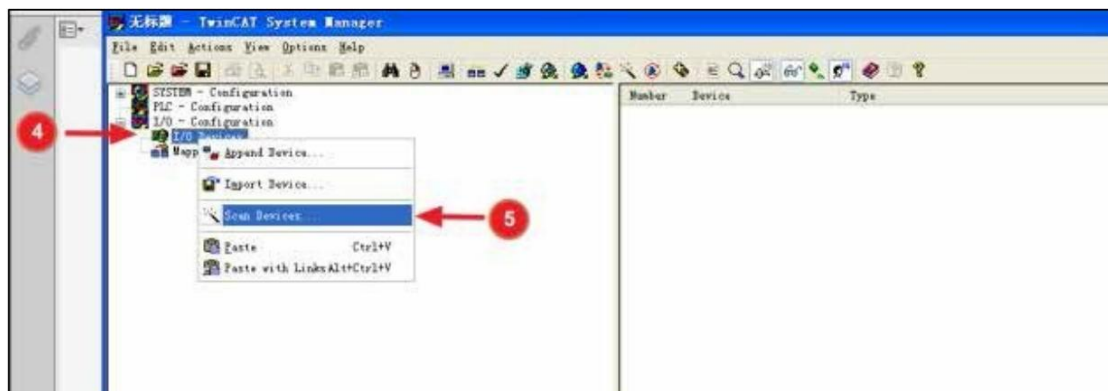 无标题 - TwinCAT System Manager
File Edit Actions View Options Help
SYSTEM - Configuration
PLC - Configuration
I/O - Configuration
4
I/O Devices
Mapp
Append Device...
Import Device...
Scan Devices...
5
Paste Ctrl+V
Paste with Links Alt+Ctrl+V
Number Device Type